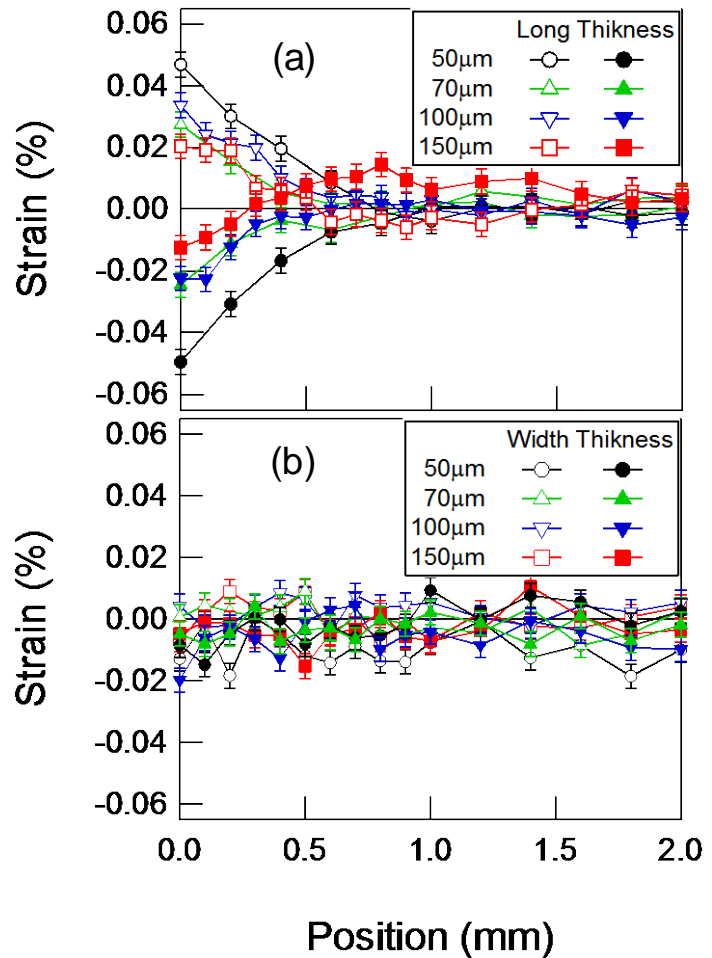 (a)
Long Thikness
50μm
70μm
100μm
150μm
0.06
0.04
0.02
0.00
-0.02
-0.04
-0.06
Strain (%)
(b)
Width Thikness
50μm
70μm
100μm
150μm
0.06
0.04
0.02
0.00
-0.02
-0.04
-0.06
Strain (%)
0.0 0.5 1.0 1.5 2.0
Position (mm)